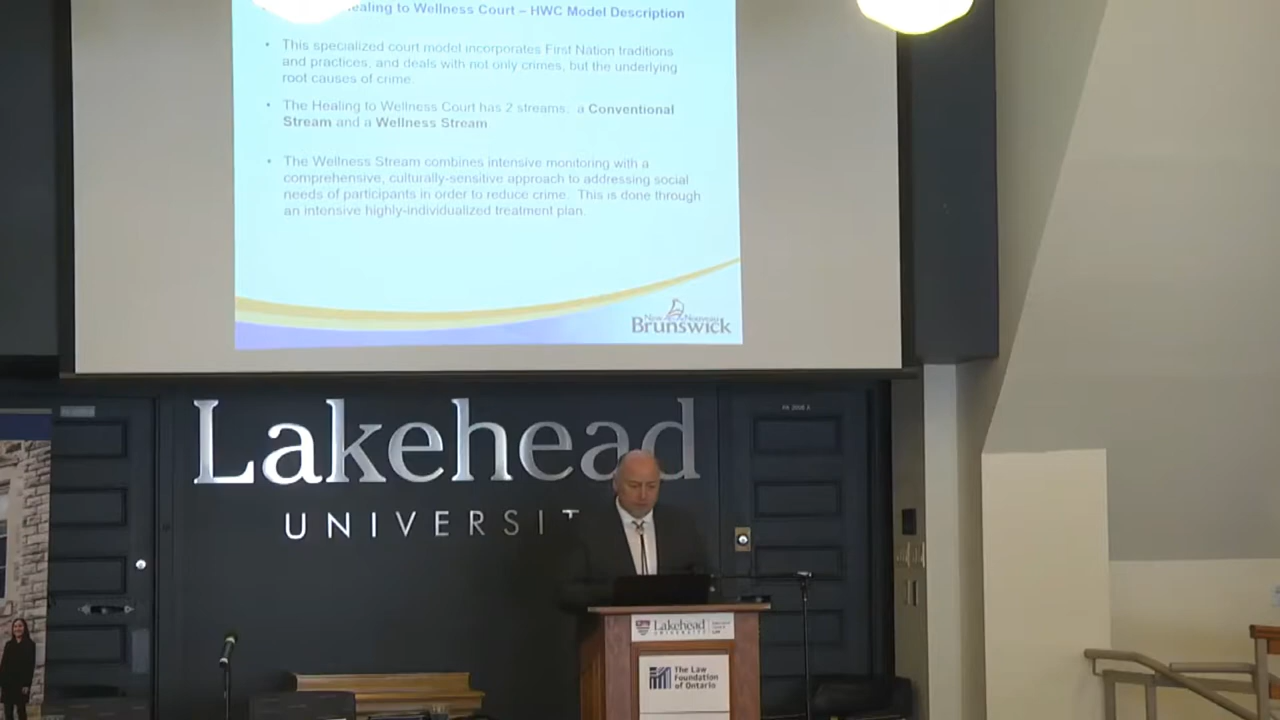 ealing to Wellness Court – HWC Model Description
• This specialized court model incorporates First Nation traditions
and practices, and deals with not only crimes, but the underlying
root causes of crime.
• The Healing to Wellness Court has 2 streams: a Conventional
Stream and a Wellness Stream
• The Wellness Stream combines intensive monitoring with a
comprehensive, culturally-sensitive approach to addressing social
needs of participants in order to reduce crime. This is done through
an intensive highly-individualized treatment plan.
New Nouveau
Brunswick
Lakehead
UNIVERSIT
Lakehead
UNIVERSITY
The Law
Foundation
of Ontario